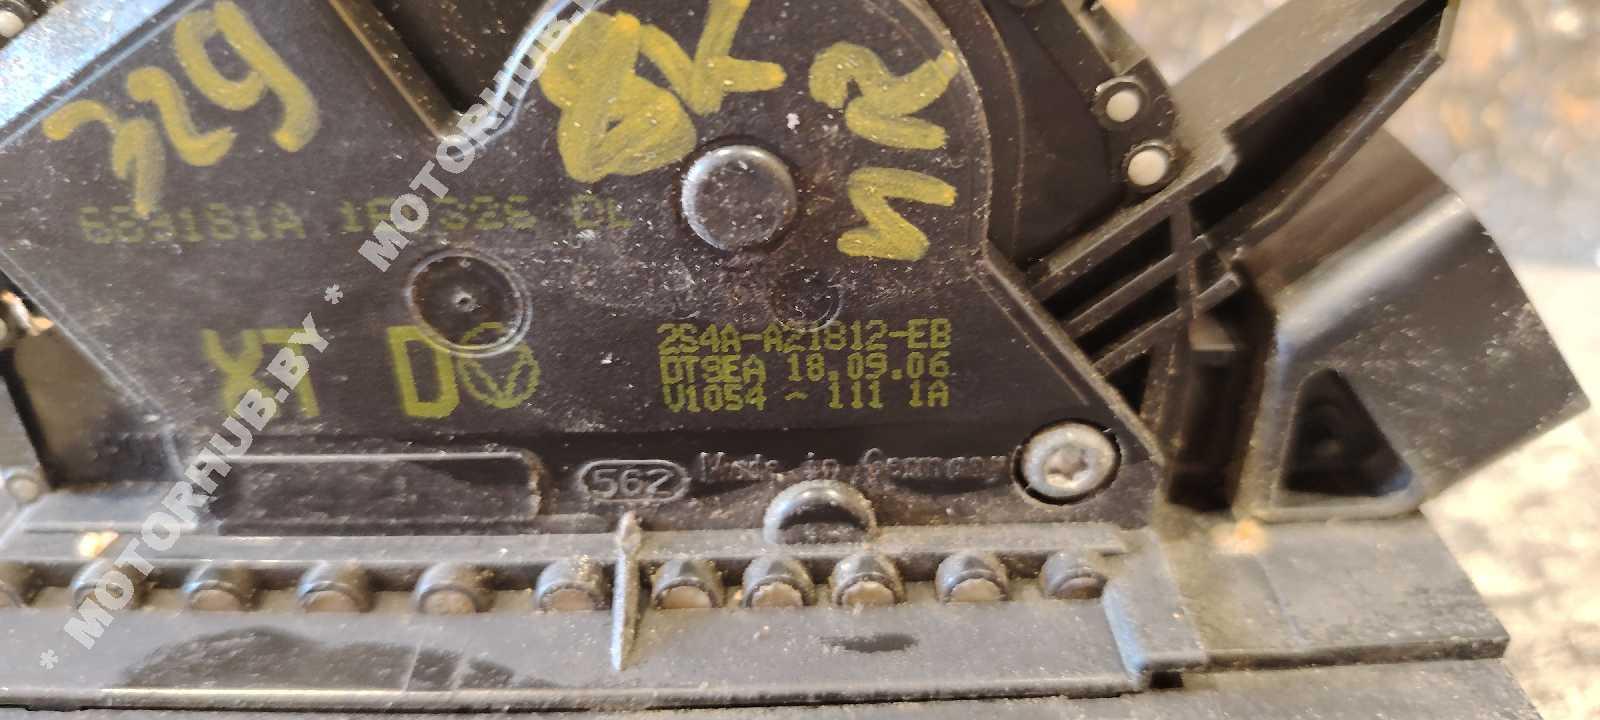 329
8K
XT D V
2S4A-A21812-EB
DTSEA 18.09.06
V1054 - 111 1A
562 Made in Germany
* MOTORHUB.BY * MOTORHUB.BY